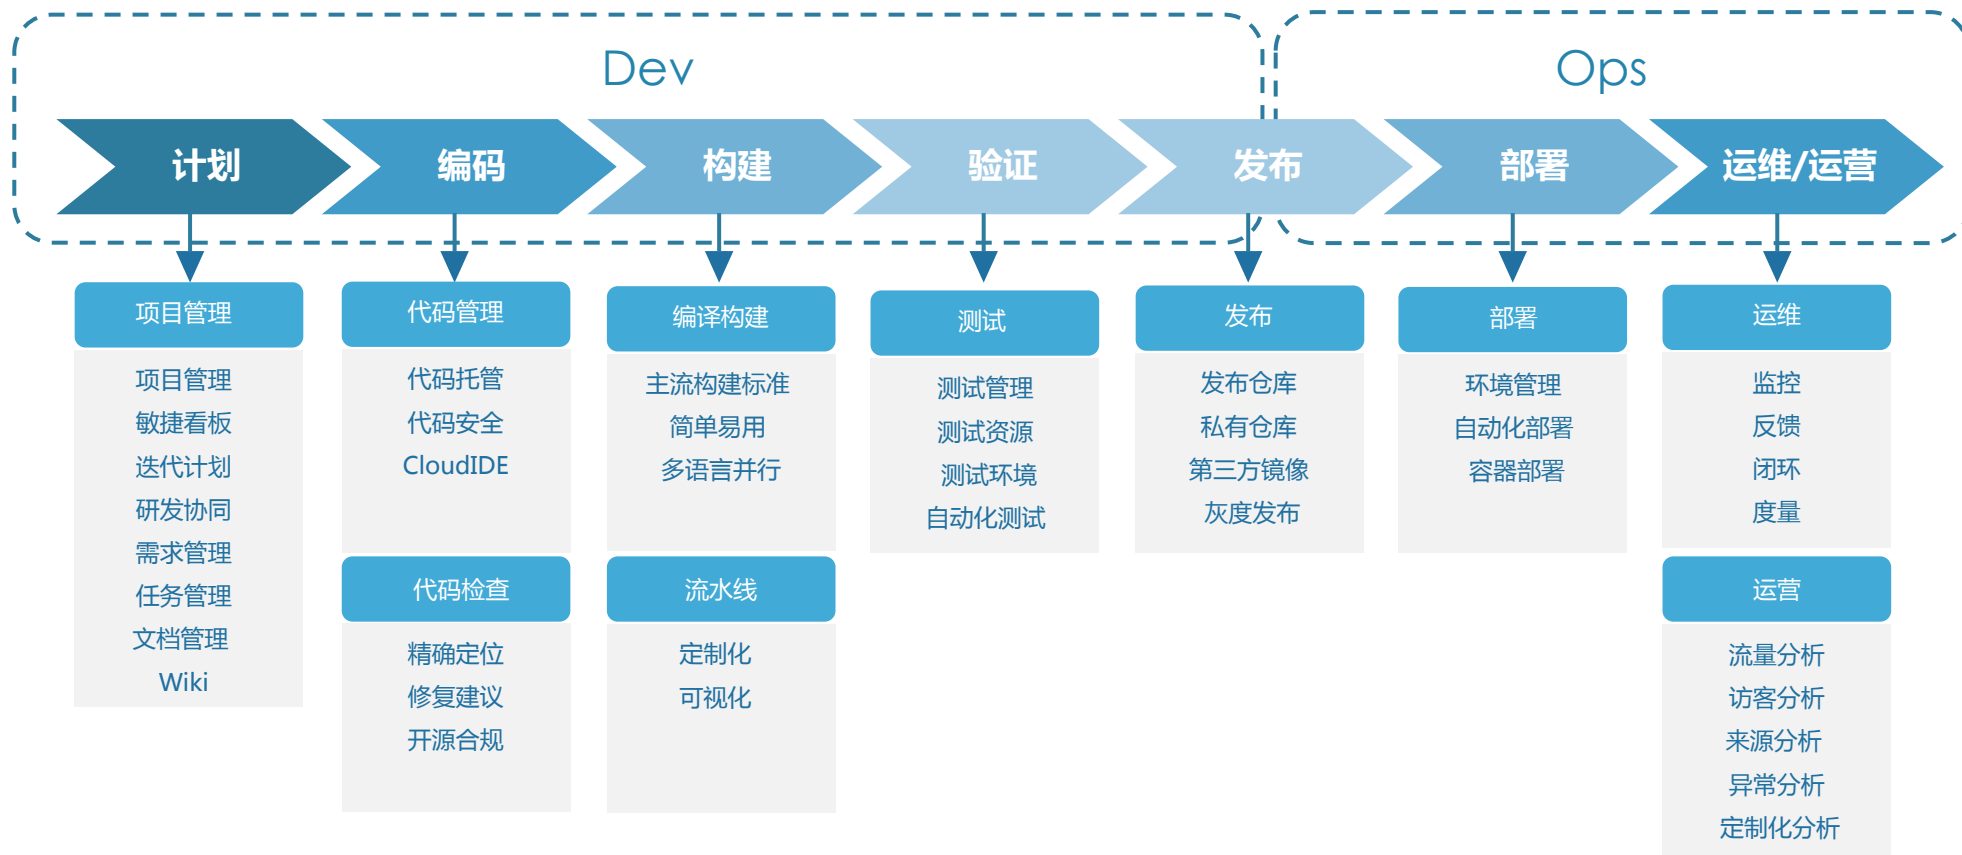 Dev
Ops
计划
编码
构建
验证
发布
部署
运维/运营
项目管理
项目管理
敏捷看板
迭代计划
研发协同
需求管理
任务管理
文档管理
Wiki
代码管理
代码托管
代码安全
CloudIDE
代码检查
精确定位
修复建议
开源合规
编译构建
主流构建标准
简单易用
多语言并行
流水线
定制化
可视化
测试
测试管理
测试资源
测试环境
自动化测试
发布
发布仓库
私有仓库
第三方镜像
灰度发布
部署
环境管理
自动化部署
容器部署
运维
监控
反馈
闭环
度量
运营
流量分析
访客分析
来源分析
异常分析
定制化分析